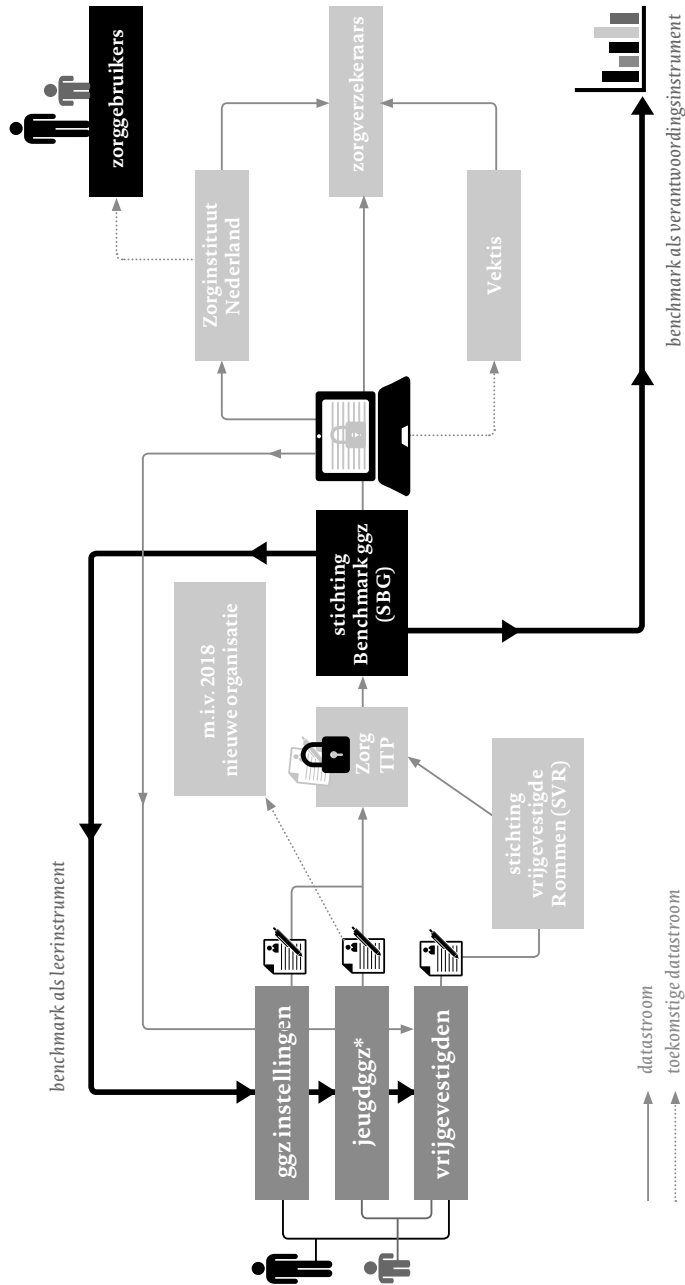 benchmark als leerinstrument
ggz instellingen
jeugdggz*
vrijgevestigden
m.i.v. 2018
nieuwe organisatie
Zorg
TTP
stichting
vrijgevestigde
Rommen (SVR)
stichting
Benchmark ggz
(SBG)
Zorginstituut
Nederland
Vektis
zorggebruikers
zorgverzekeraars
benchmark als verantwoordingsinstrument
datastroom
toekomstige datastroom